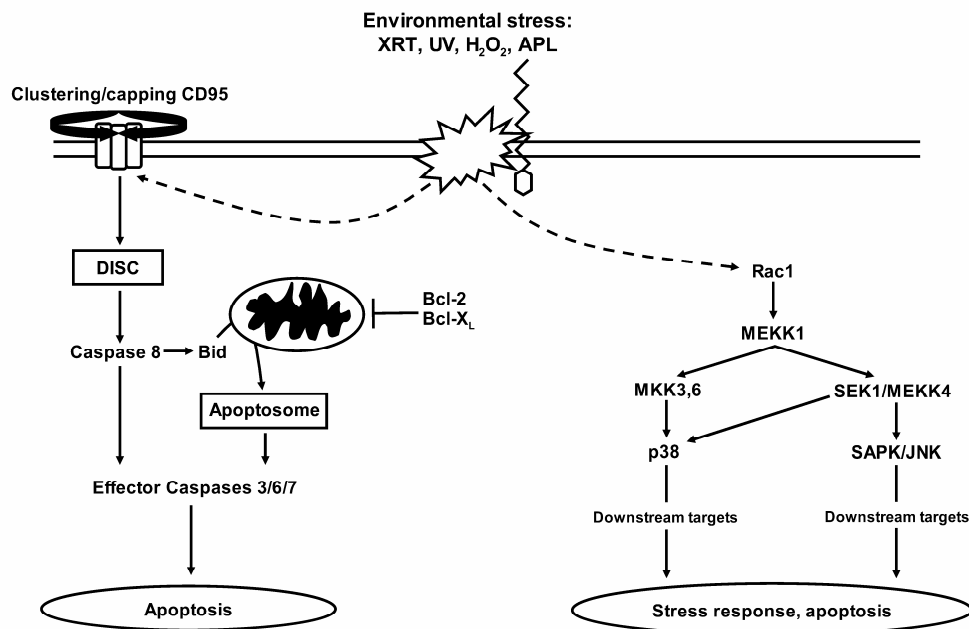 Environmental stress:
XRT, UV, H₂O₂, APL
Clustering/capping CD95
DISC
Rac1
Bcl-2
Bcl-X_L
MEKK1
Caspase 8
Bid
MKK3,6
SEK1/MEKK4
Apoptosome
p38
SAPK/JNK
Effector Caspases 3/6/7
Downstream targets
Downstream targets
Apoptosis
Stress response, apoptosis